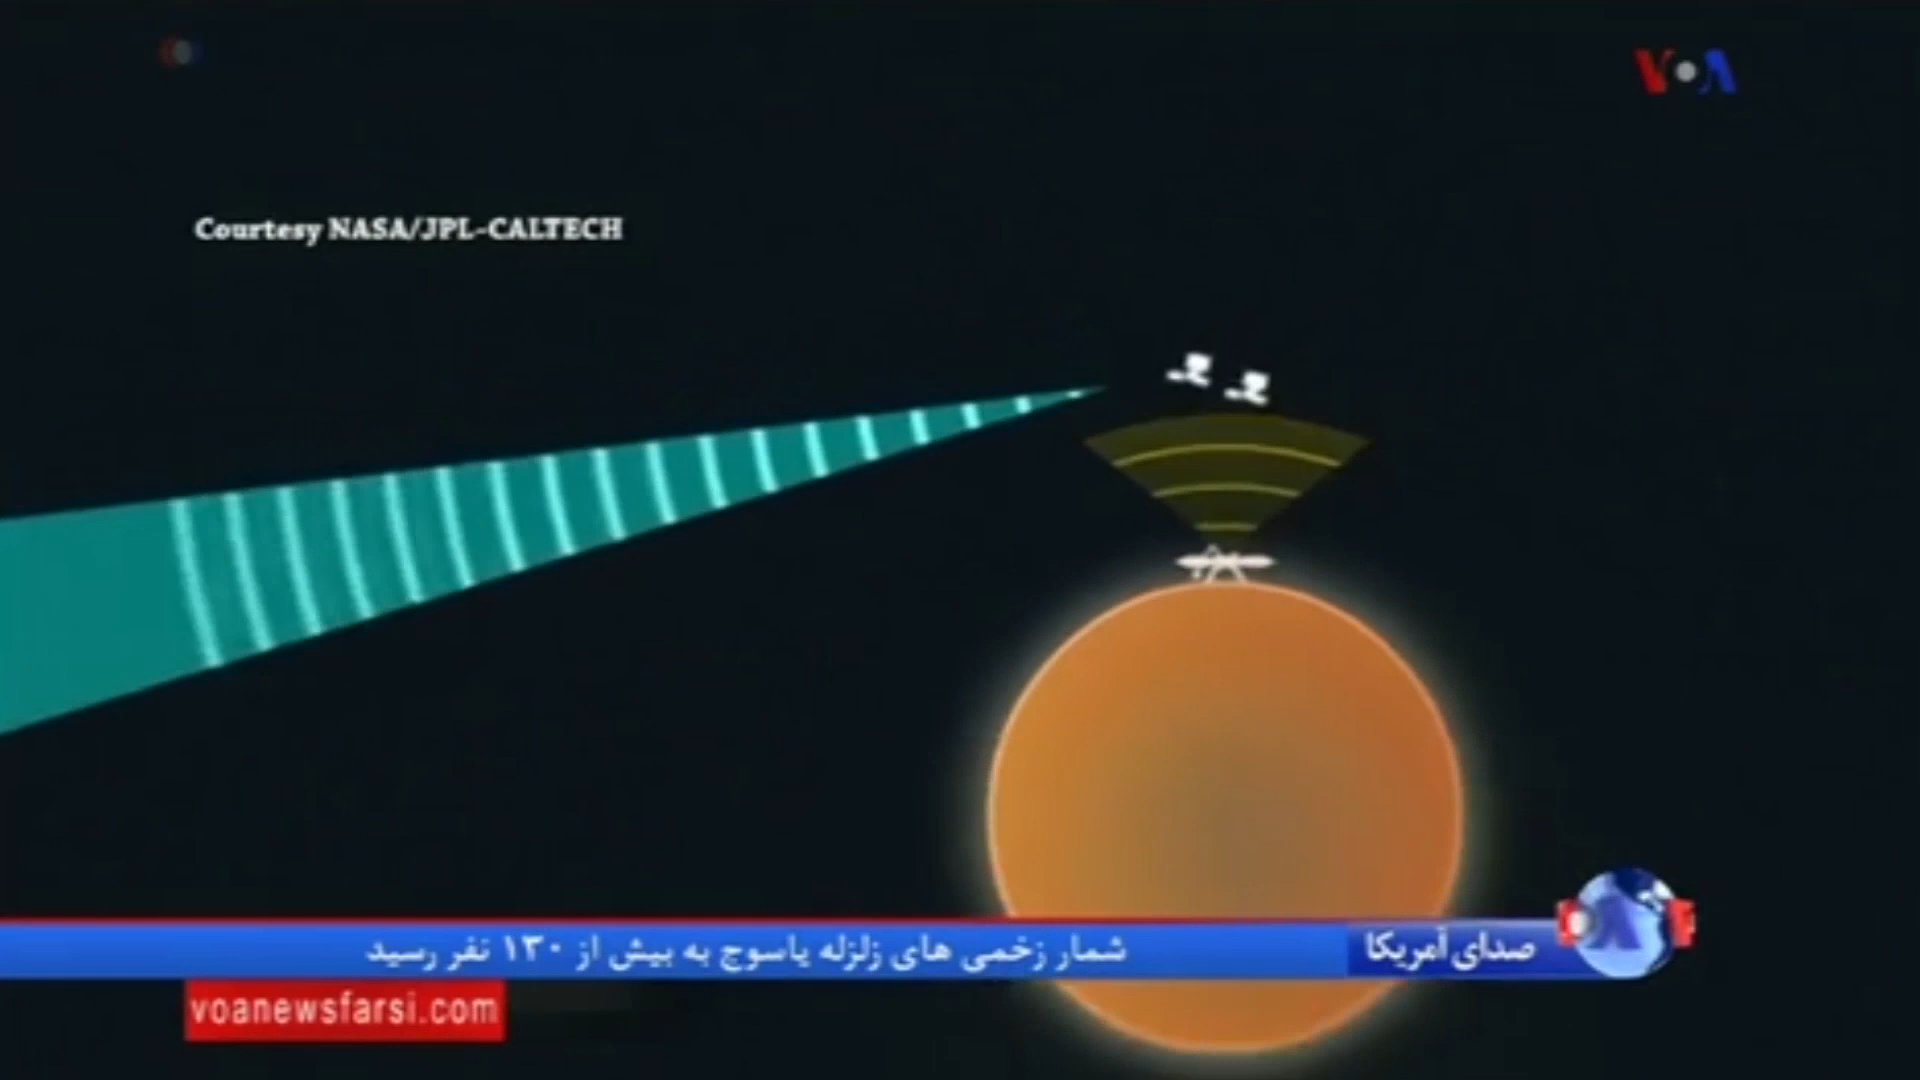 VOA
Courtesy NASA/JPL-CALTECH
صدای آمریکا
شمار زخمی های زلزله یاسوج به بیش از ۱۳۰ نفر رسید
voanewsfarsi.com